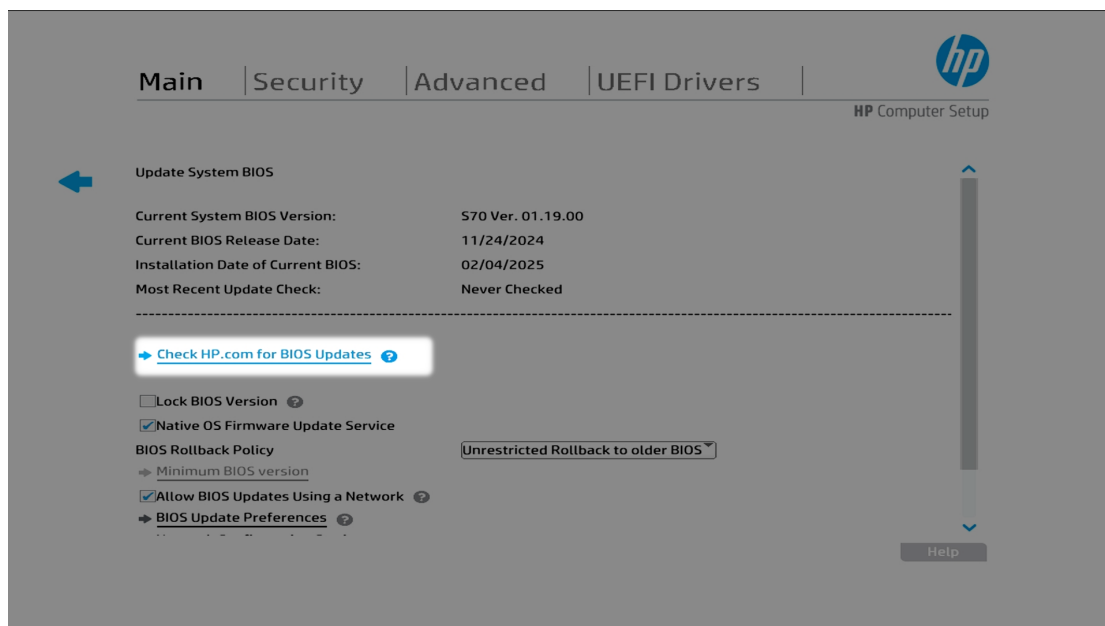 hp
Main Security Advanced UEFI Drivers
HP Computer Setup
Update System BIOS
Current System BIOS Version: S70 Ver. 01.19.00
Current BIOS Release Date: 11/24/2024
Installation Date of Current BIOS: 02/04/2025
Most Recent Update Check: Never Checked
Check HP.com for BIOS Updates ?
Lock BIOS Version ?
Native OS Firmware Update Service
BIOS Rollback Policy Unrestricted Rollback to older BIOS
Minimum BIOS version
Allow BIOS Updates Using a Network ?
BIOS Update Preferences ?
Help